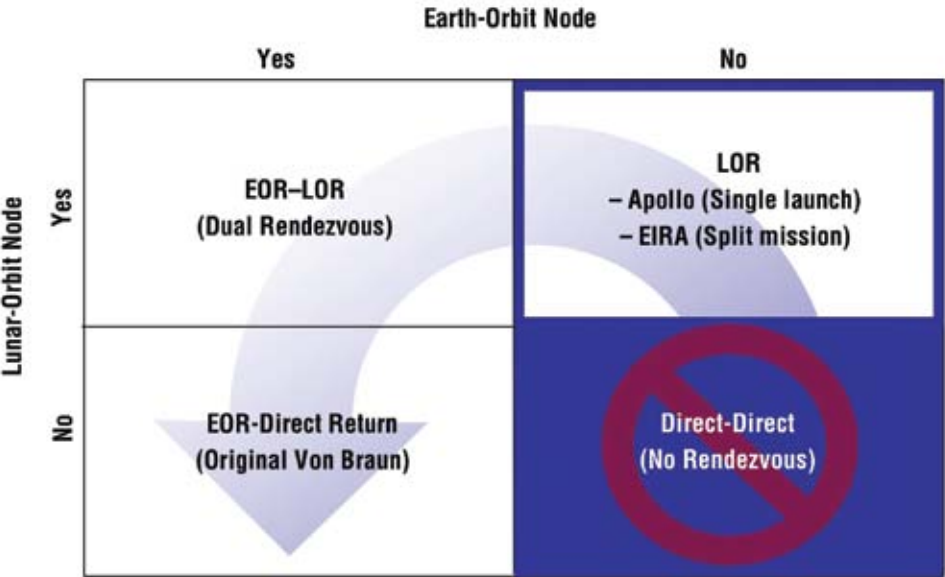 Earth-Orbit Node
Yes
No
Lunar-Orbit Node
Yes
EOR–LOR
(Dual Rendezvous)
LOR
– Apollo (Single launch)
– EIRA (Split mission)
No
EOR-Direct Return
(Original Von Braun)
Direct-Direct
(No Rendezvous)